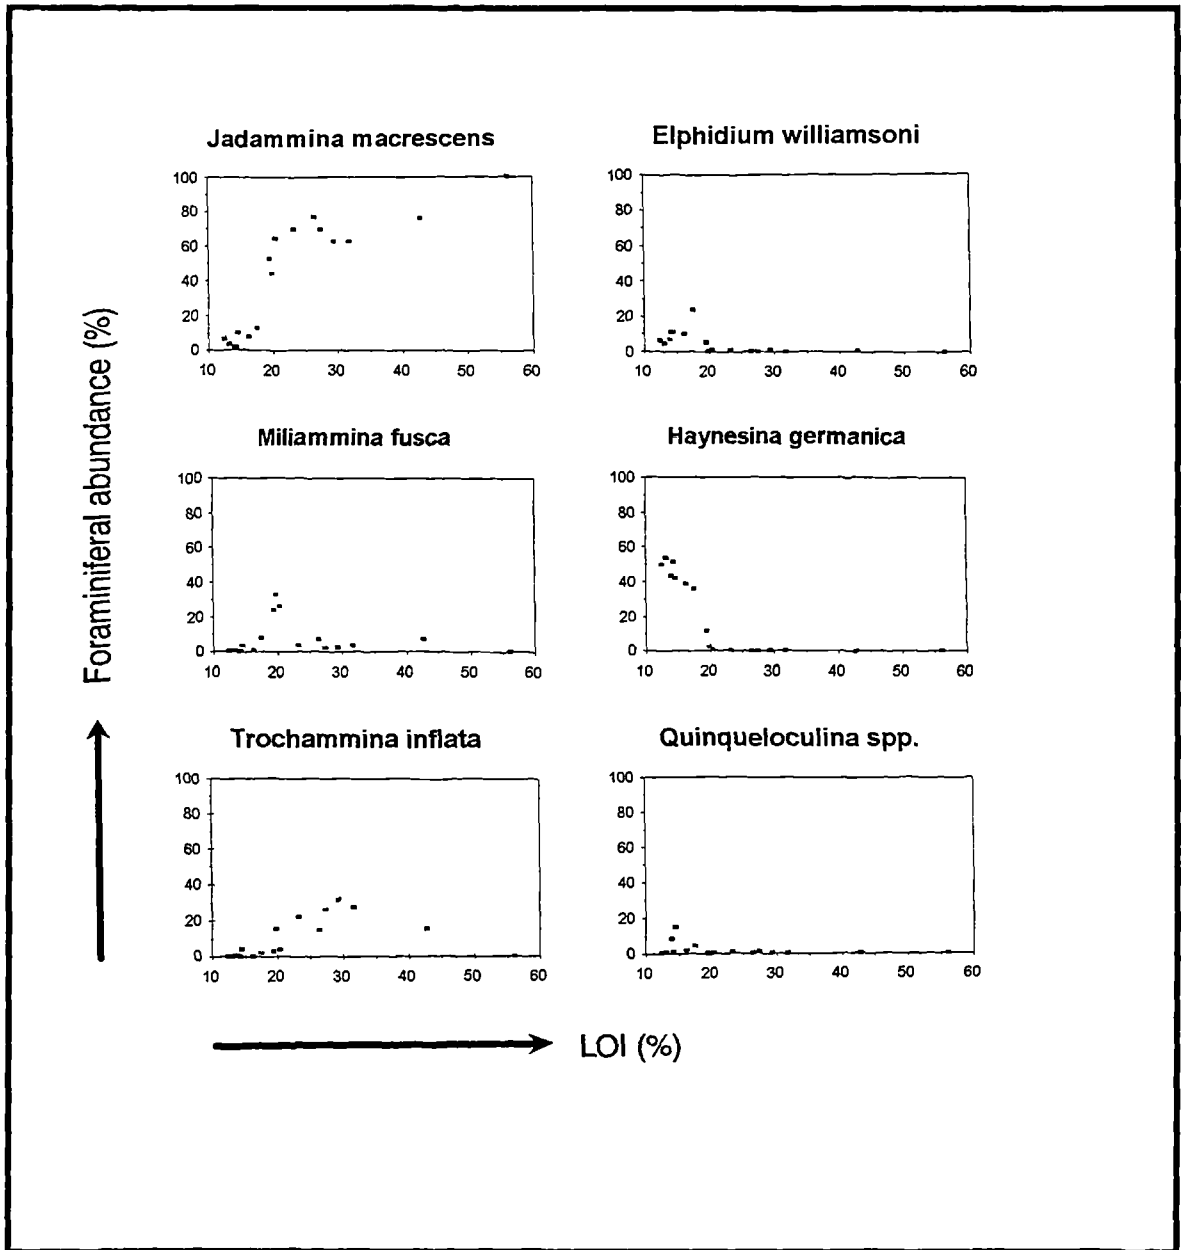 Jadammina macrescens
100
80
60
40
20
0
10 20 30 40 50 60
Elphidium williamsoni
100
80
60
40
20
0
10 20 30 40 50 60
Miliammina fusca
100
80
60
40
20
0
10 20 30 40 50 60
Haynesina germanica
100
80
60
40
20
0
10 20 30 40 50 60
Trochammina inflata
100
80
60
40
20
0
10 20 30 40 50 60
Quinqueloculina spp.
100
80
60
40
20
0
10 20 30 40 50 60
Foraminiferal abundance (%)
LOI (%)